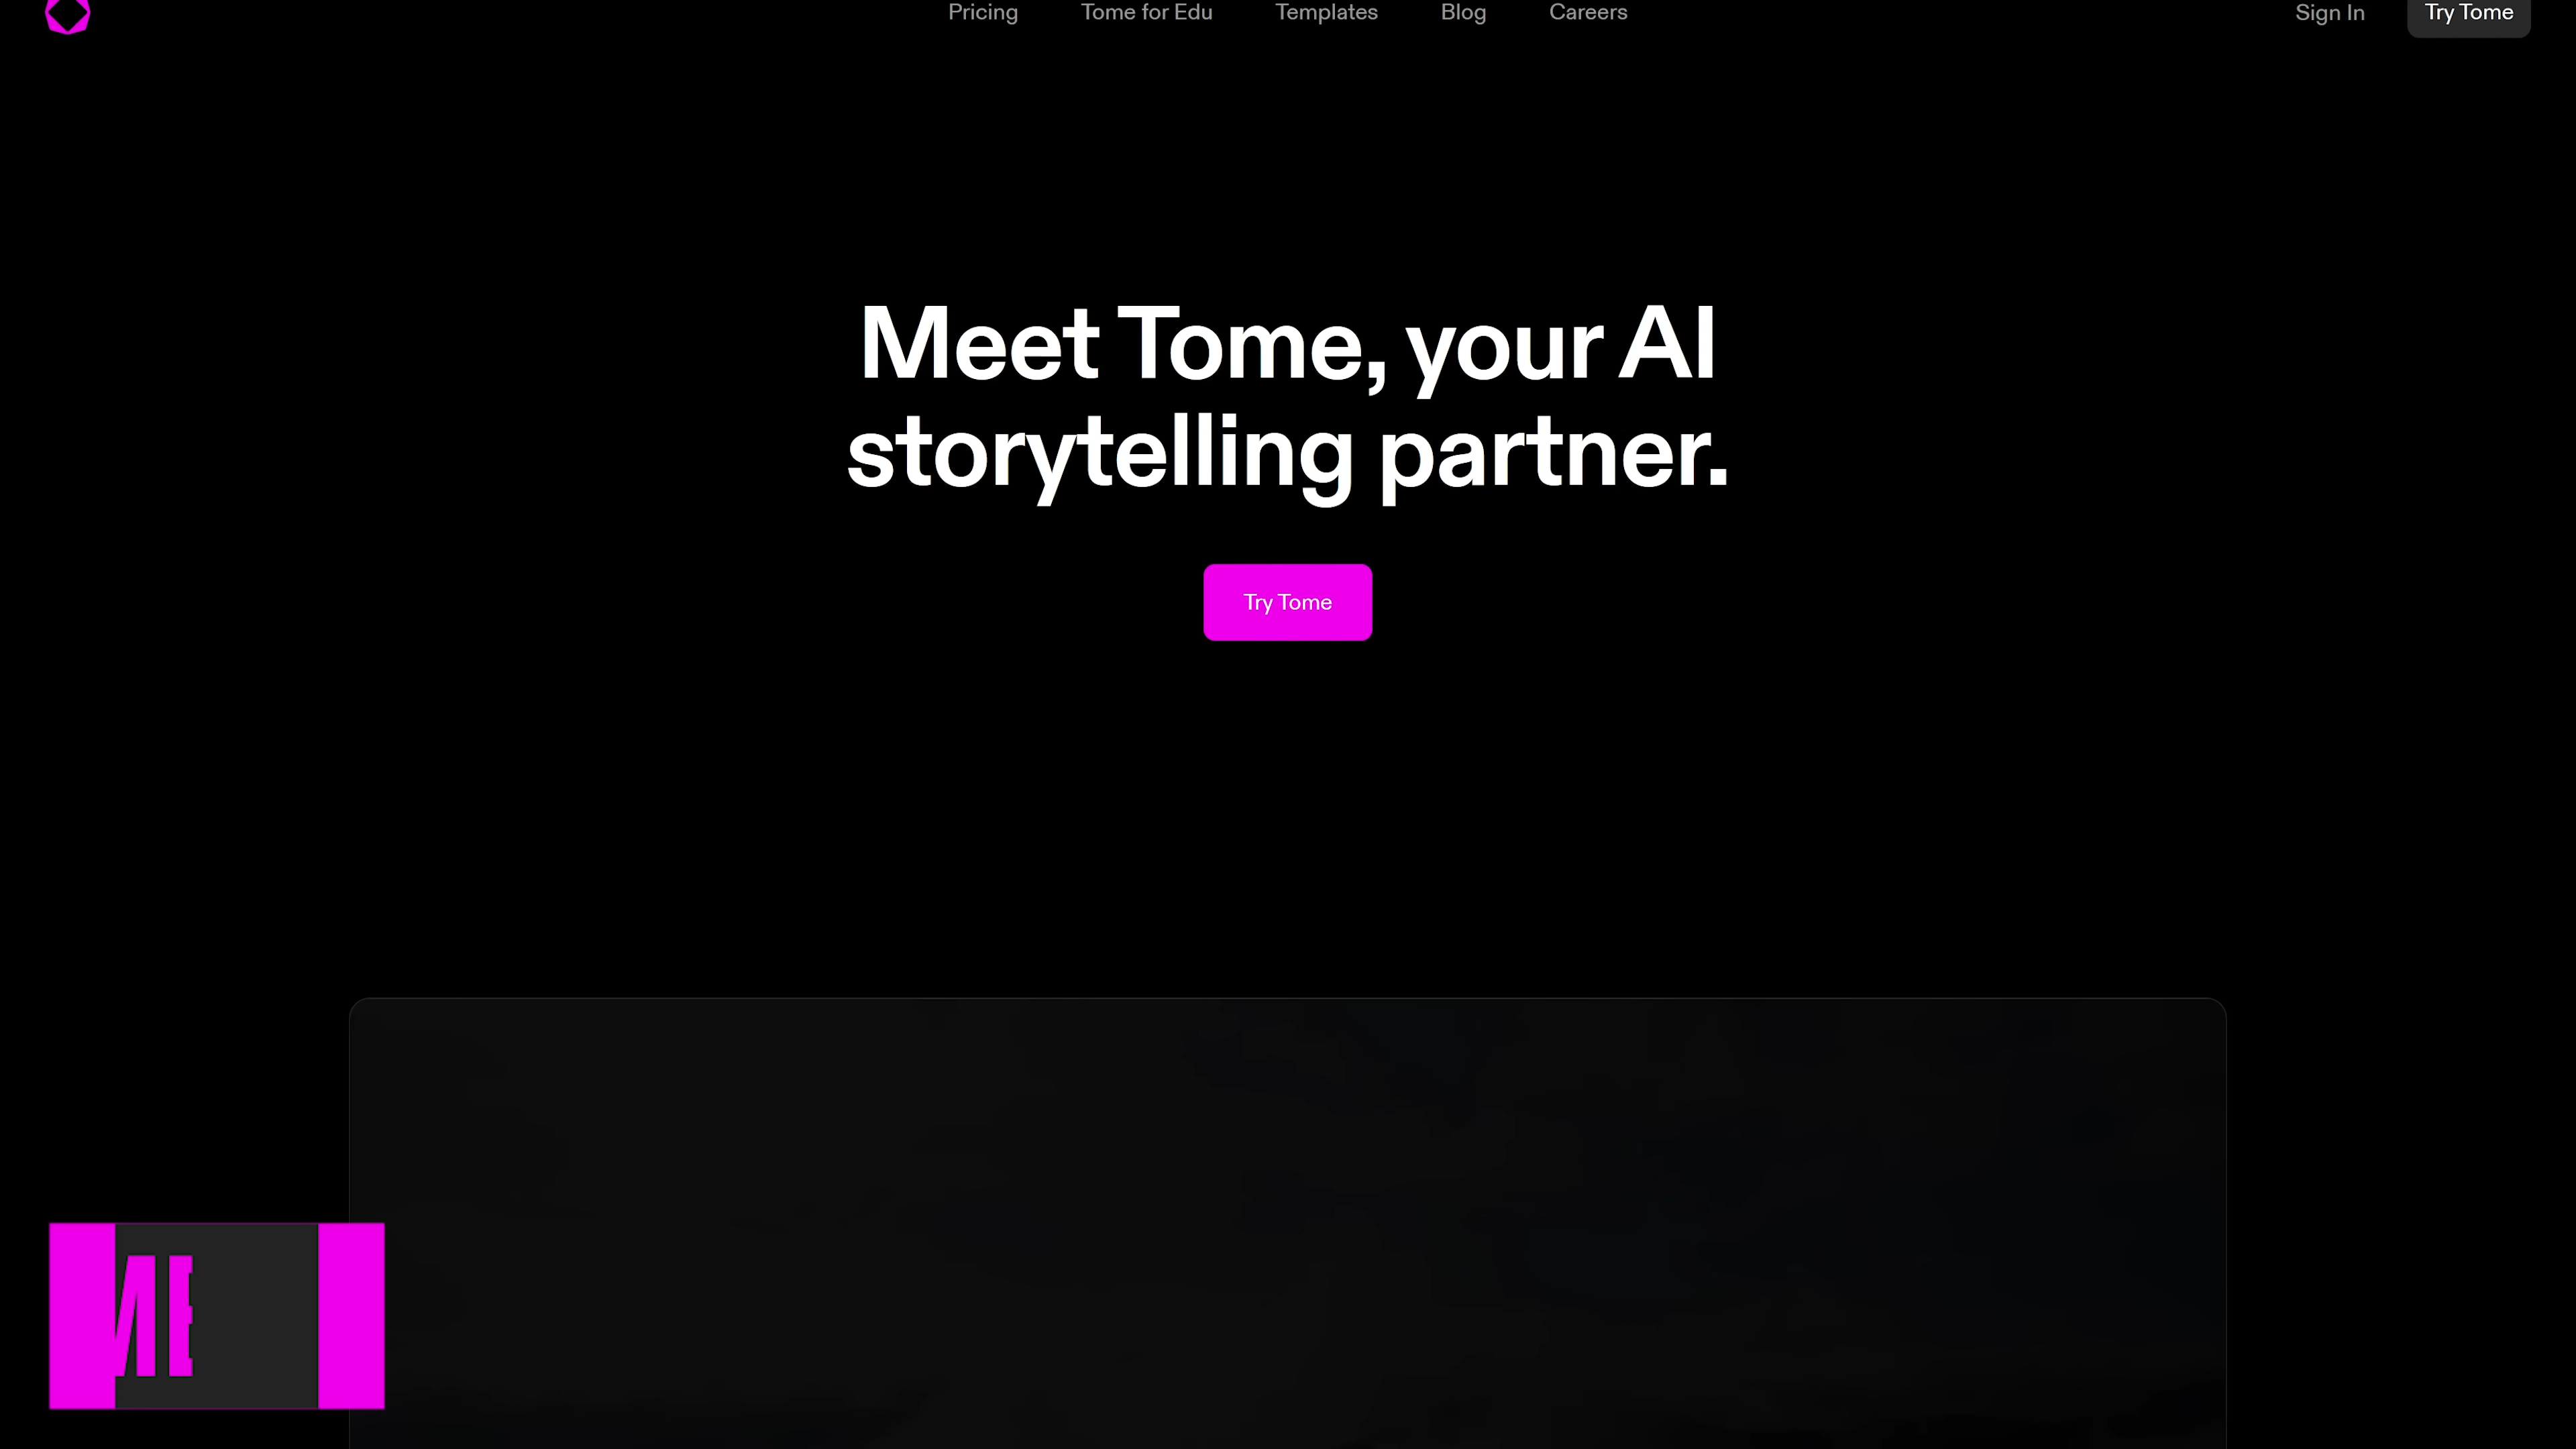 Pricing
Tome for Edu
Templates
Blog
Careers
Sign In
Try Tome
Meet Tome, your AI
storytelling partner.
Try Tome